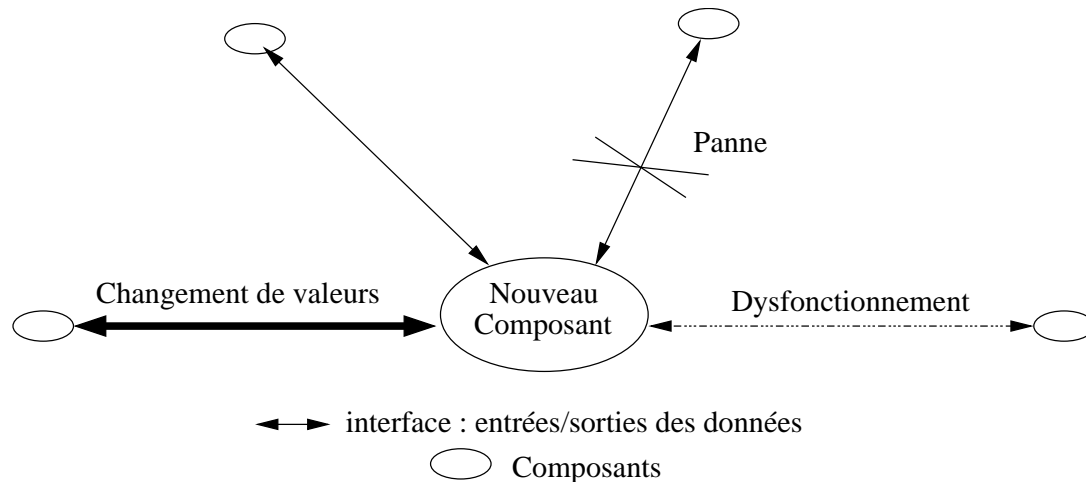 Panne
Changement de valeurs
Nouveau
Composant
Dysfonctionnement
interface : entrées/sorties des données
Composants